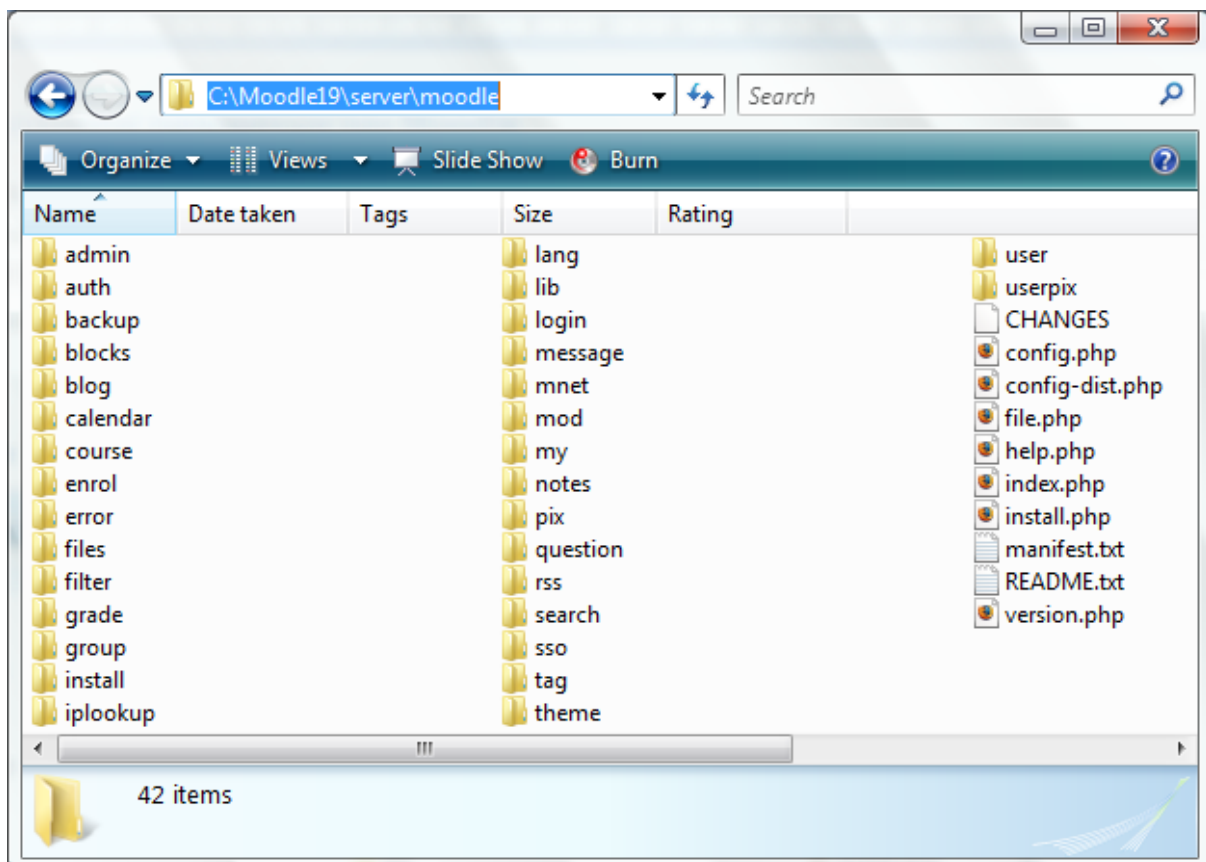 C:\Moodle19\server\moodle
Search
Organize Views Slide Show Burn
Name Date taken Tags Size Rating
admin
auth
backup
blocks
blog
calendar
course
enrol
error
files
filter
grade
group
install
iplookup
lang
lib
login
message
mnet
mod
my
notes
pix
question
rss
search
sso
tag
theme
user
userpix
CHANGES
config.php
config-dist.php
file.php
help.php
index.php
install.php
manifest.txt
README.txt
version.php
42 items